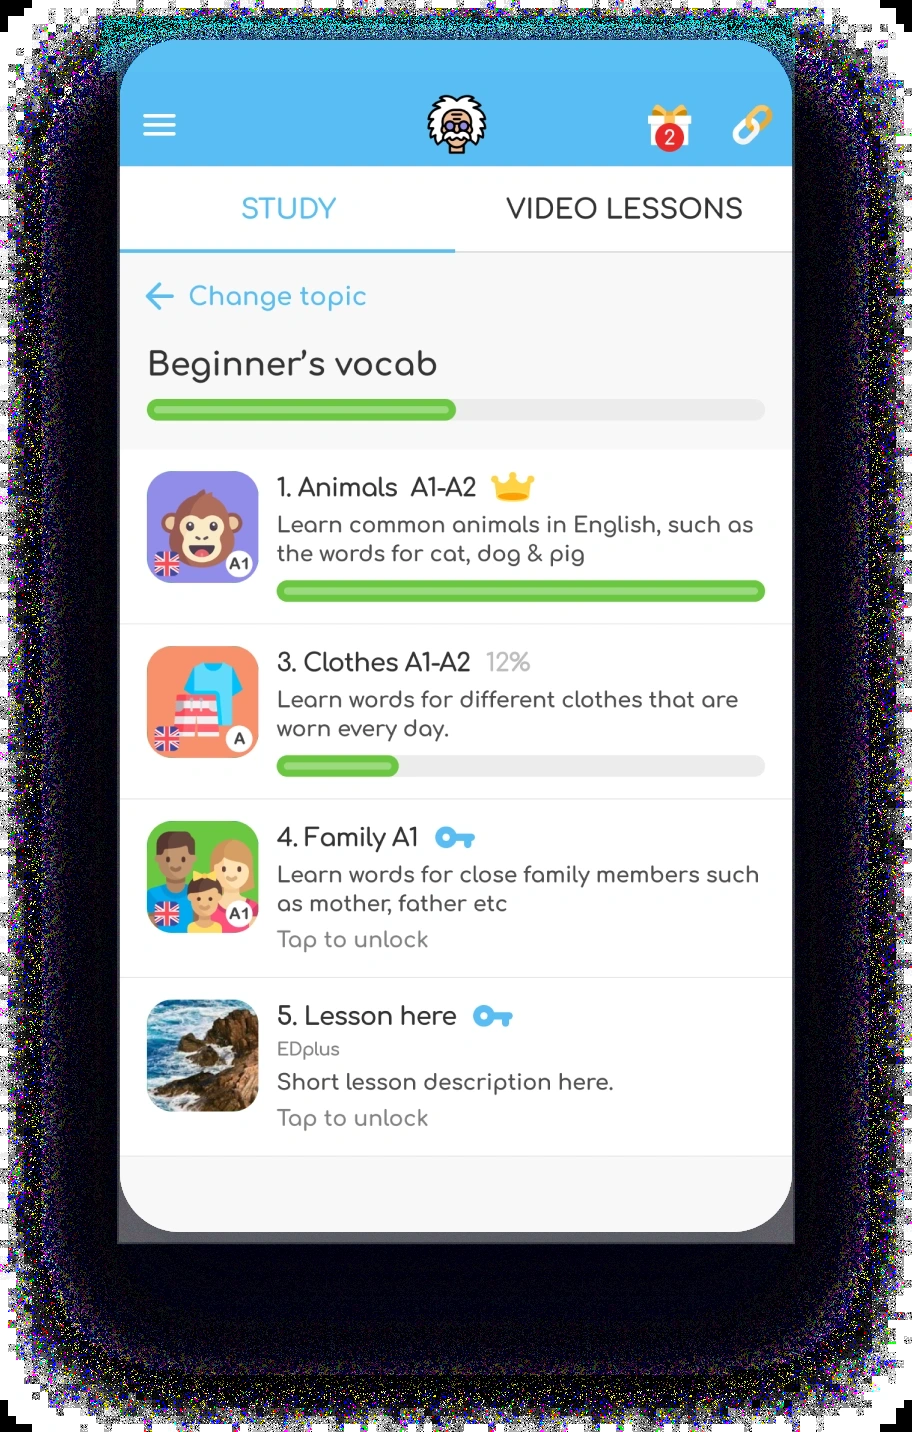 2
STUDY VIDEO LESSONS
Change topic
Beginner's vocab
1. Animals A1-A2
Learn common animals in English, such as
the words for cat, dog & pig
A1
3. Clothes A1-A2 12%
Learn words for different clothes that are
worn every day.
A
4. Family A1
Learn words for close family members such
as mother, father etc
A1
Tap to unlock
5. Lesson here
EDplus
Short lesson description here.
Tap to unlock